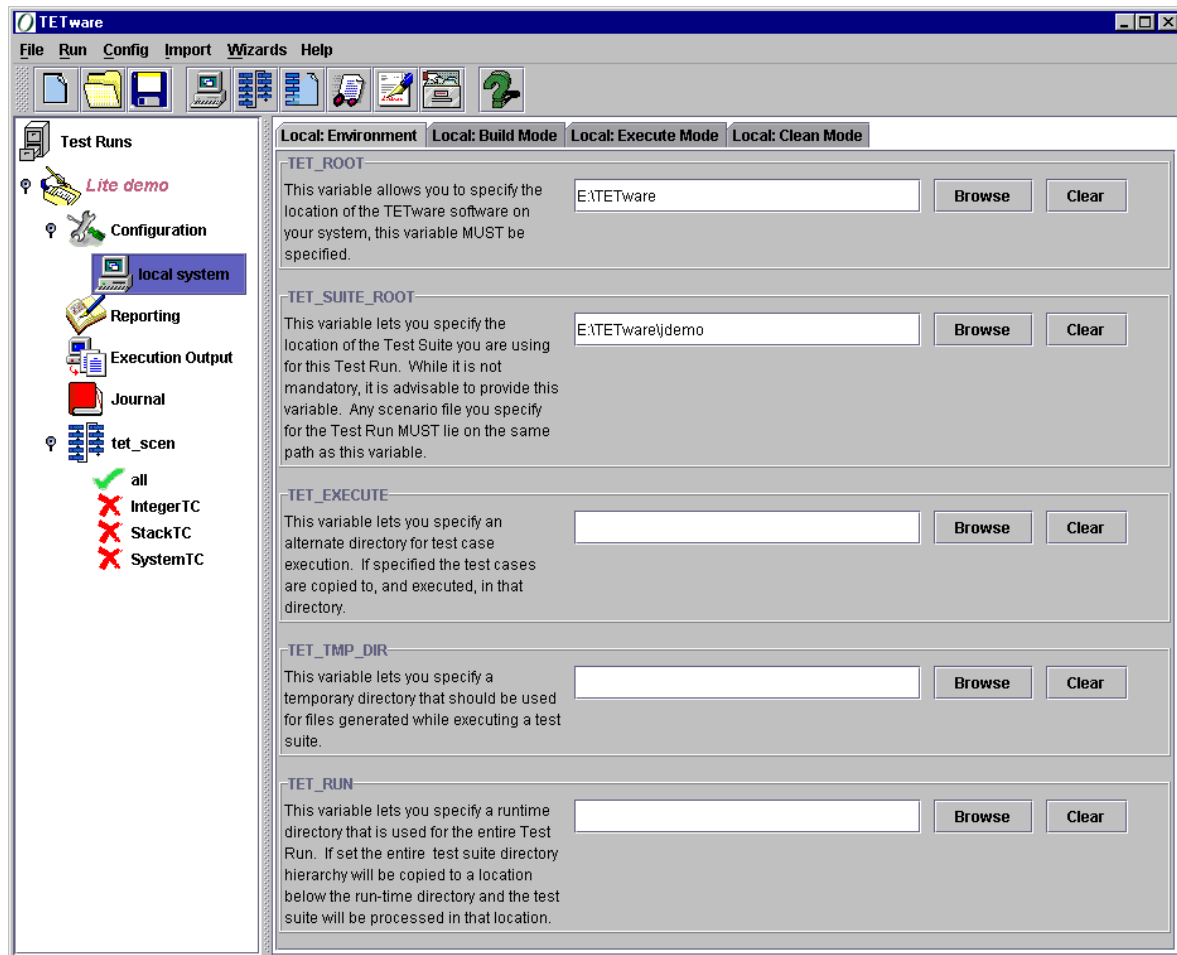 TETware
File Run Config Import Wizards Help
Test Runs
Lite demo
Configuration
local system
Reporting
Execution Output
Journal
tet_scen
all
IntegerTC
StackTC
SystemTC
Local: Environment Local: Build Mode Local: Execute Mode Local: Clean Mode
TET_ROOT
This variable allows you to specify the
location of the TETware software on
your system, this variable MUST be
specified.
E:\TETware
Browse Clear
TET_SUITE_ROOT
This variable lets you specify the
location of the Test Suite you are using
for this Test Run. While it is not
mandatory, it is advisable to provide this
variable. Any scenario file you specify
for the Test Run MUST lie on the same
path as this variable.
E:\TETware\jdemo
Browse Clear
TET_EXECUTE
This variable lets you specify an
alternate directory for test case
execution. If specified the test cases
are copied to, and executed, in that
directory.
Browse Clear
TET_TMP_DIR
This variable lets you specify a
temporary directory that should be used
for files generated while executing a test
suite.
Browse Clear
TET_RUN
This variable lets you specify a runtime
directory that is used for the entire Test
Run. If set the entire test suite directory
hierarchy will be copied to a location
below the run-time directory and the test
suite will be processed in that location.
Browse Clear